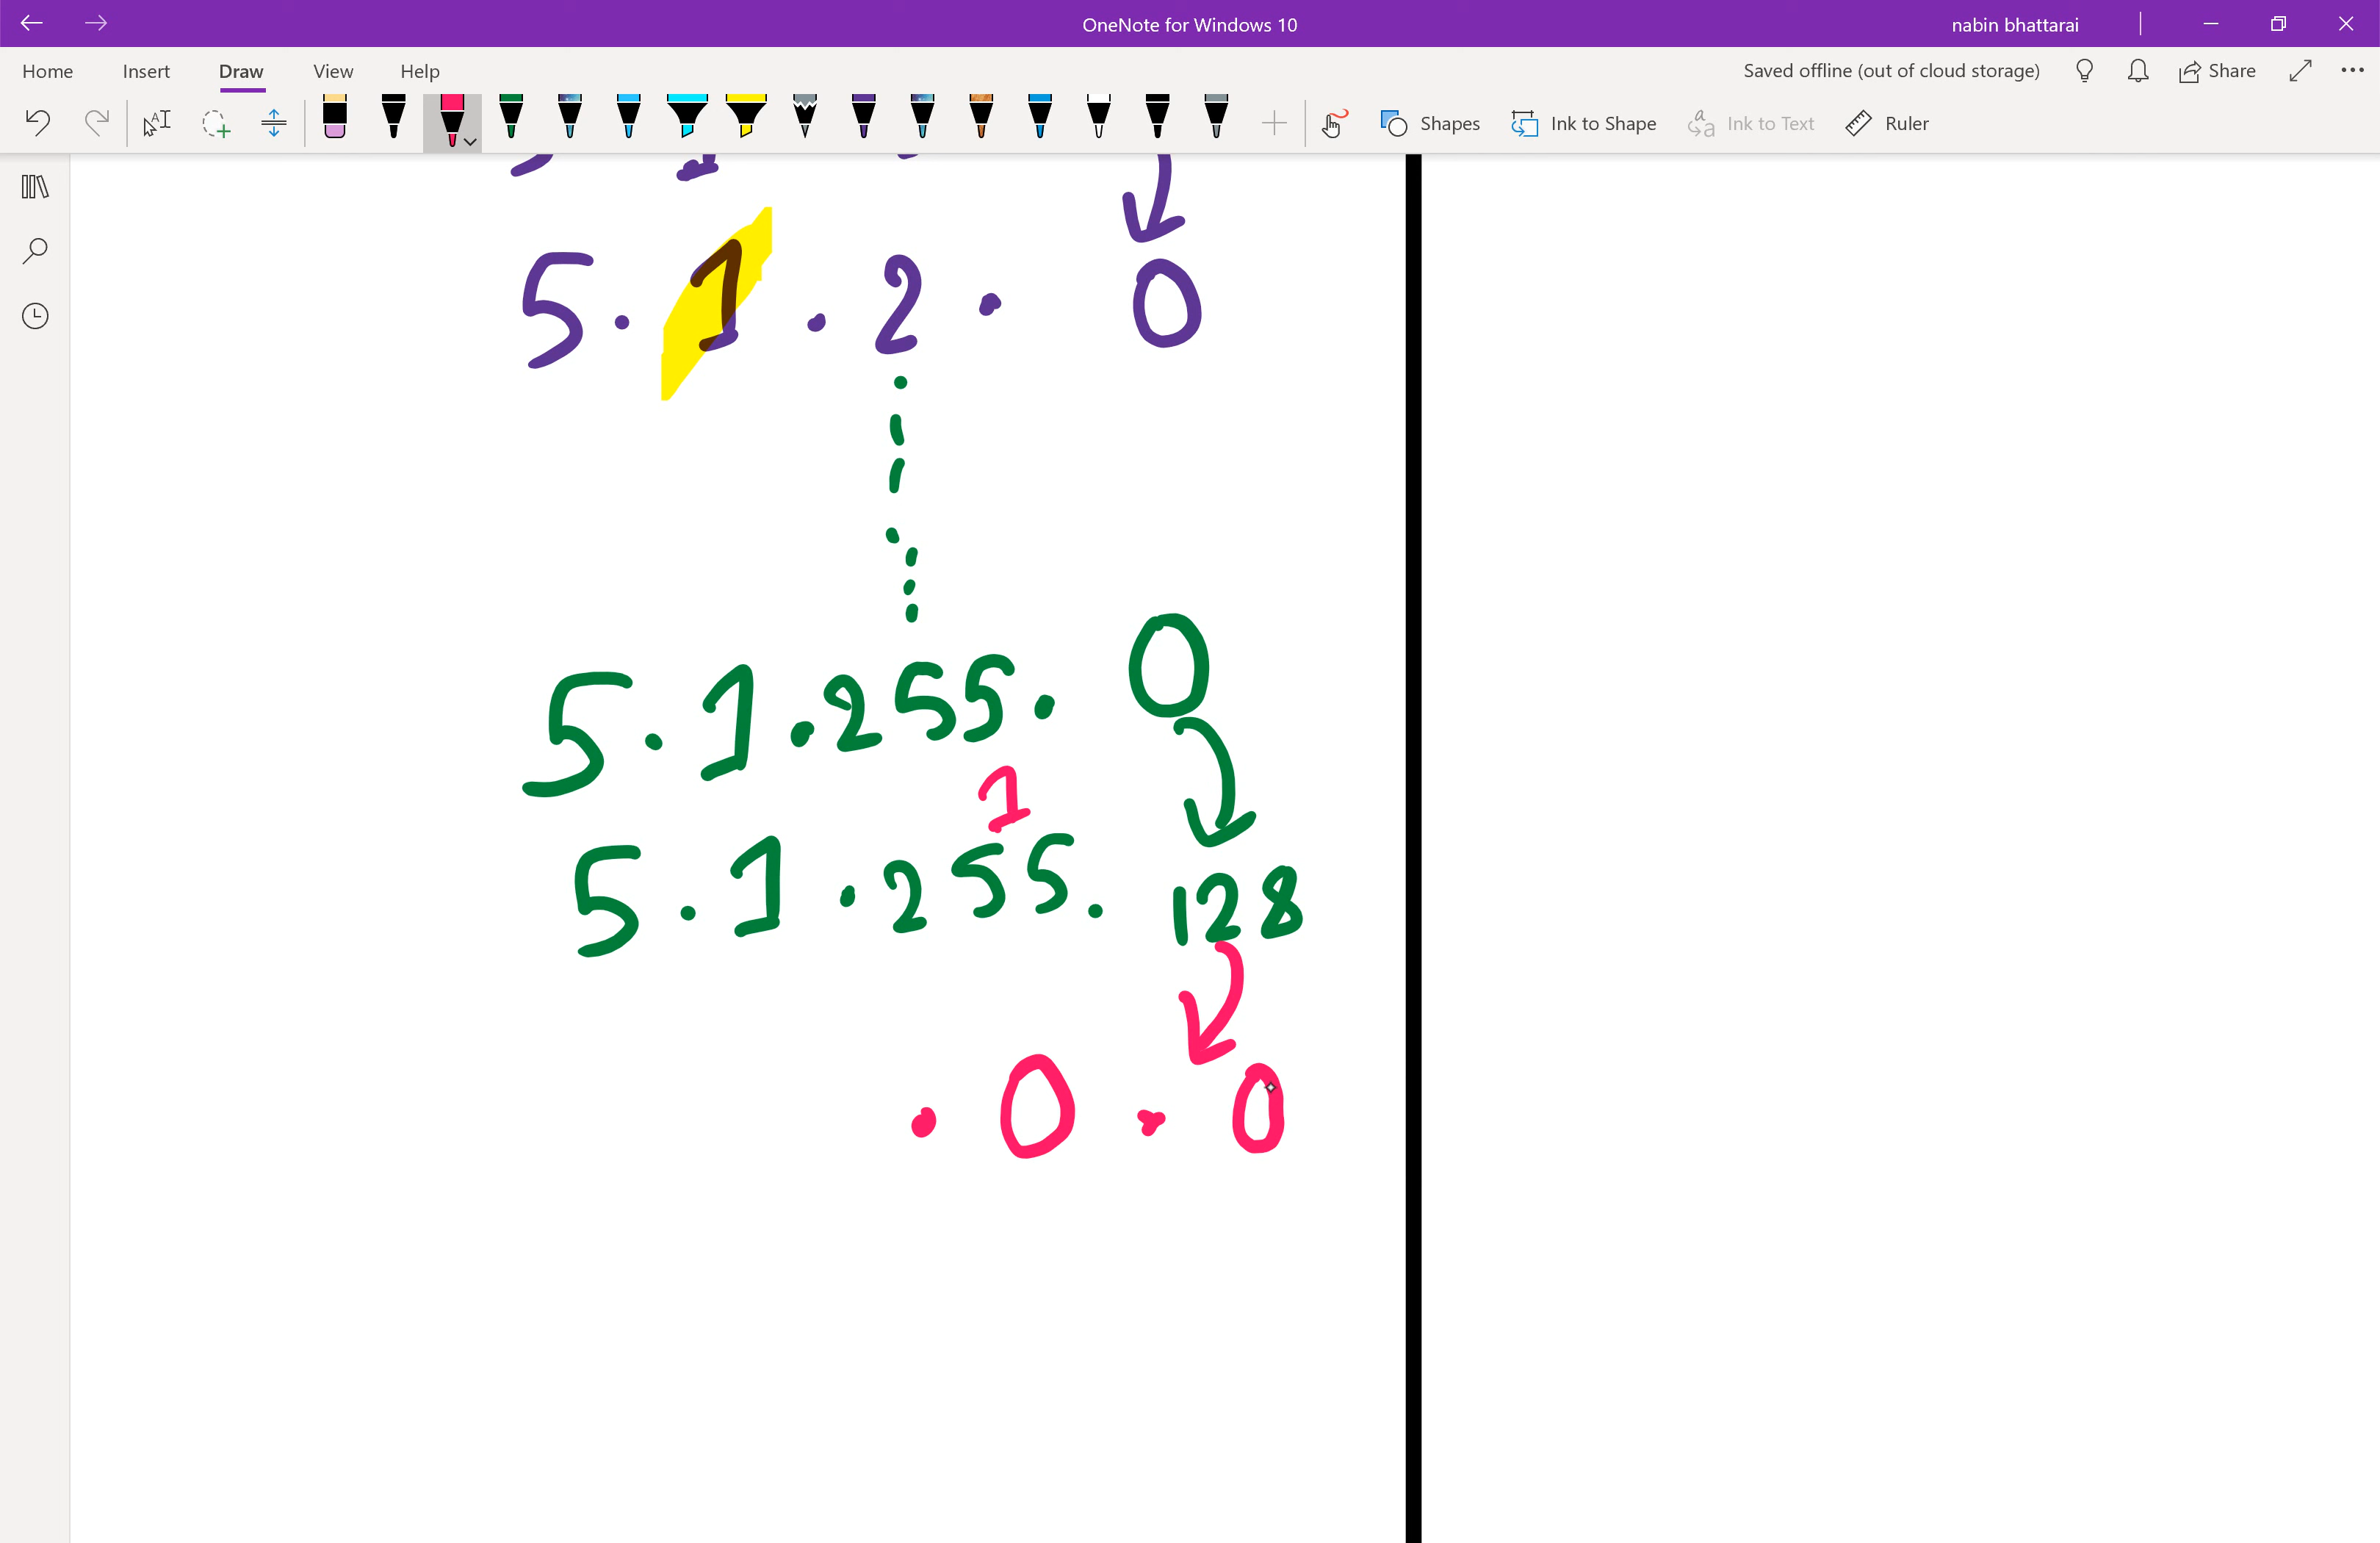 OneNote for Windows 10
nabin bhattarai
Home Insert Draw View Help
Saved offline (out of cloud storage)
Share
Shapes Ink to Shape Ink to Text Ruler
5.1.2.0
5.1.255.0
1
5.1.255.128
.0.0